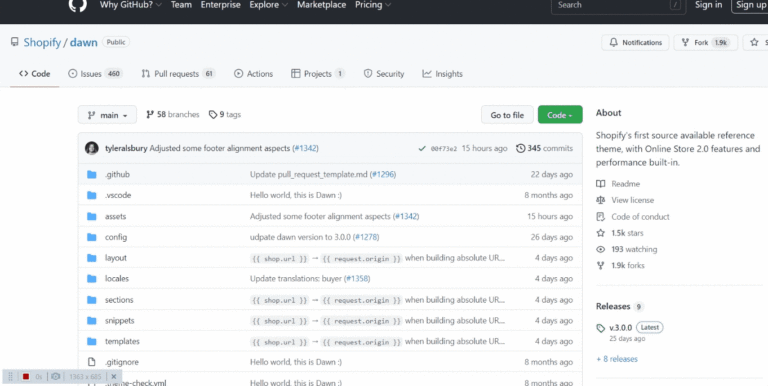 Why GitHub? Team Enterprise Explore Marketplace Pricing Search / Sign in Sign up
Shopify / dawn Public Notifications Fork 1.9k
Code Issues 460 Pull requests 61 Actions Projects 1 Security Insights
main 58 branches 9 tags Go to file Code
About
tyleralsbury Adjusted some footer alignment aspects (#1342) 00f73e2 15 hours ago 345 commits
Shopify's first source available reference
theme, with Online Store 2.0 features and
performance built-in.
.github Update pull_request_template.md (#1296) 22 days ago
.vscode Hello world, this is Dawn :) 8 months ago
assets Adjusted some footer alignment aspects (#1342) 15 hours ago
config udpate dawn version to 3.0.0 (#1278) 26 days ago
layout {{ shop.url }} → {{ request.origin }} when building absolute UR... 4 days ago
locales Update translations: buyer (#1358) 4 days ago
sections {{ shop.url }} → {{ request.origin }} when building absolute UR... 4 days ago
snippets {{ shop.url }} → {{ request.origin }} when building absolute UR... 4 days ago
templates {{ shop.url }} → {{ request.origin }} when building absolute UR... 4 days ago
.gitignore Hello world, this is Dawn :) 8 months ago
Hello world, this is Dawn :) 8 months ago
Readme
View license
Code of conduct
1.5k stars
193 watching
1.9k forks
Releases 9
v.3.0.0 Latest
25 days ago
+ 8 releases
0s